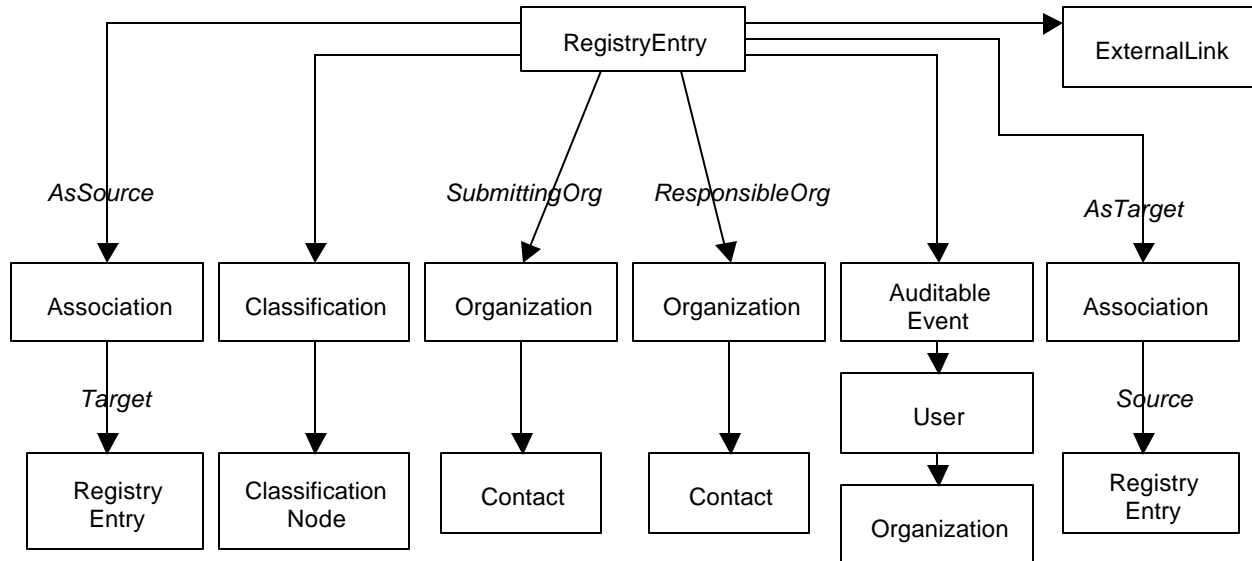 RegistryEntry
ExternalLink
AsSource
SubmittingOrg
ResponsibleOrg
AsTarget
Association
Classification
Organization
Organization
Auditable
Event
Association
Target
User
Source
Registry
Entry
Classification
Node
Contact
Contact
Organization
Registry
Entry